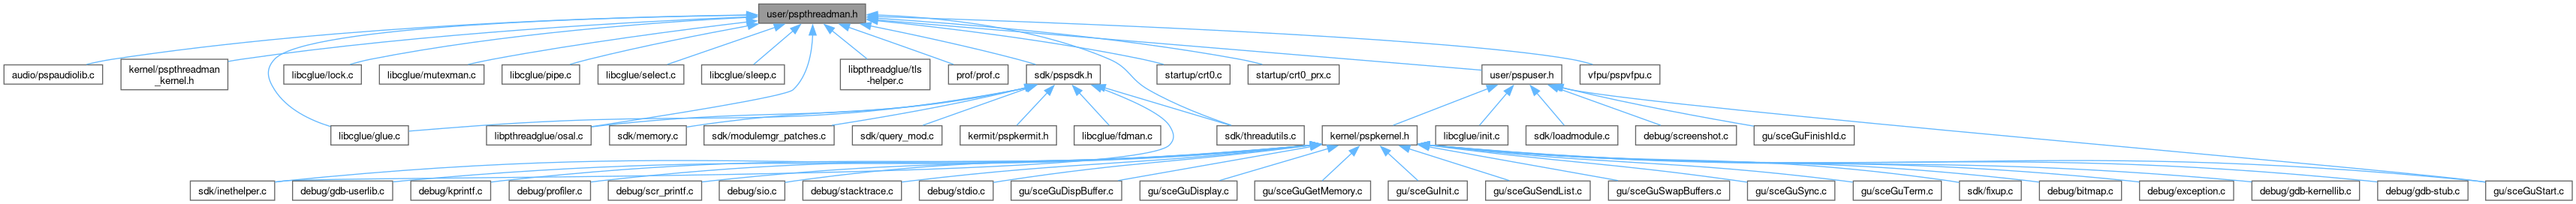 user/pspthreadman.h
audio/pspaudiolib.c
kernel/pspthreadman
_kernel.h
libcglue/lock.c
libcglue/mutexman.c
libcglue/pipe.c
libcglue/select.c
libcglue/sleep.c
libpthreadglue/tls
-helper.c
prof/prof.c
sdk/pspsdk.h
startup/crt0.c
startup/crt0_prx.c
user/pspuser.h
vfpu/pspvfpu.c
libcglue/glue.c
libpthreadglue/osal.c
sdk/memory.c
sdk/modulemgr_patches.c
sdk/query_mod.c
kermit/pspkermit.h
libcglue/fdman.c
sdk/threadutils.c
kernel/pspkernel.h
libcglue/init.c
sdk/loadmodule.c
debug/screenshot.c
gu/sceGuFinishId.c
sdk/inethelper.c
debug/gdb-userlib.c
debug/kprintf.c
debug/profiler.c
debug/scr_printf.c
debug/sio.c
debug/stacktrace.c
debug/stdio.c
gu/sceGuDispBuffer.c
gu/sceGuDisplay.c
gu/sceGuGetMemory.c
gu/sceGuInit.c
gu/sceGuSendList.c
gu/sceGuSwapBuffers.c
gu/sceGuSync.c
gu/sceGuTerm.c
sdk/fixup.c
debug/bitmap.c
debug/exception.c
debug/gdb-kernellib.c
debug/gdb-stub.c
gu/sceGuStart.c